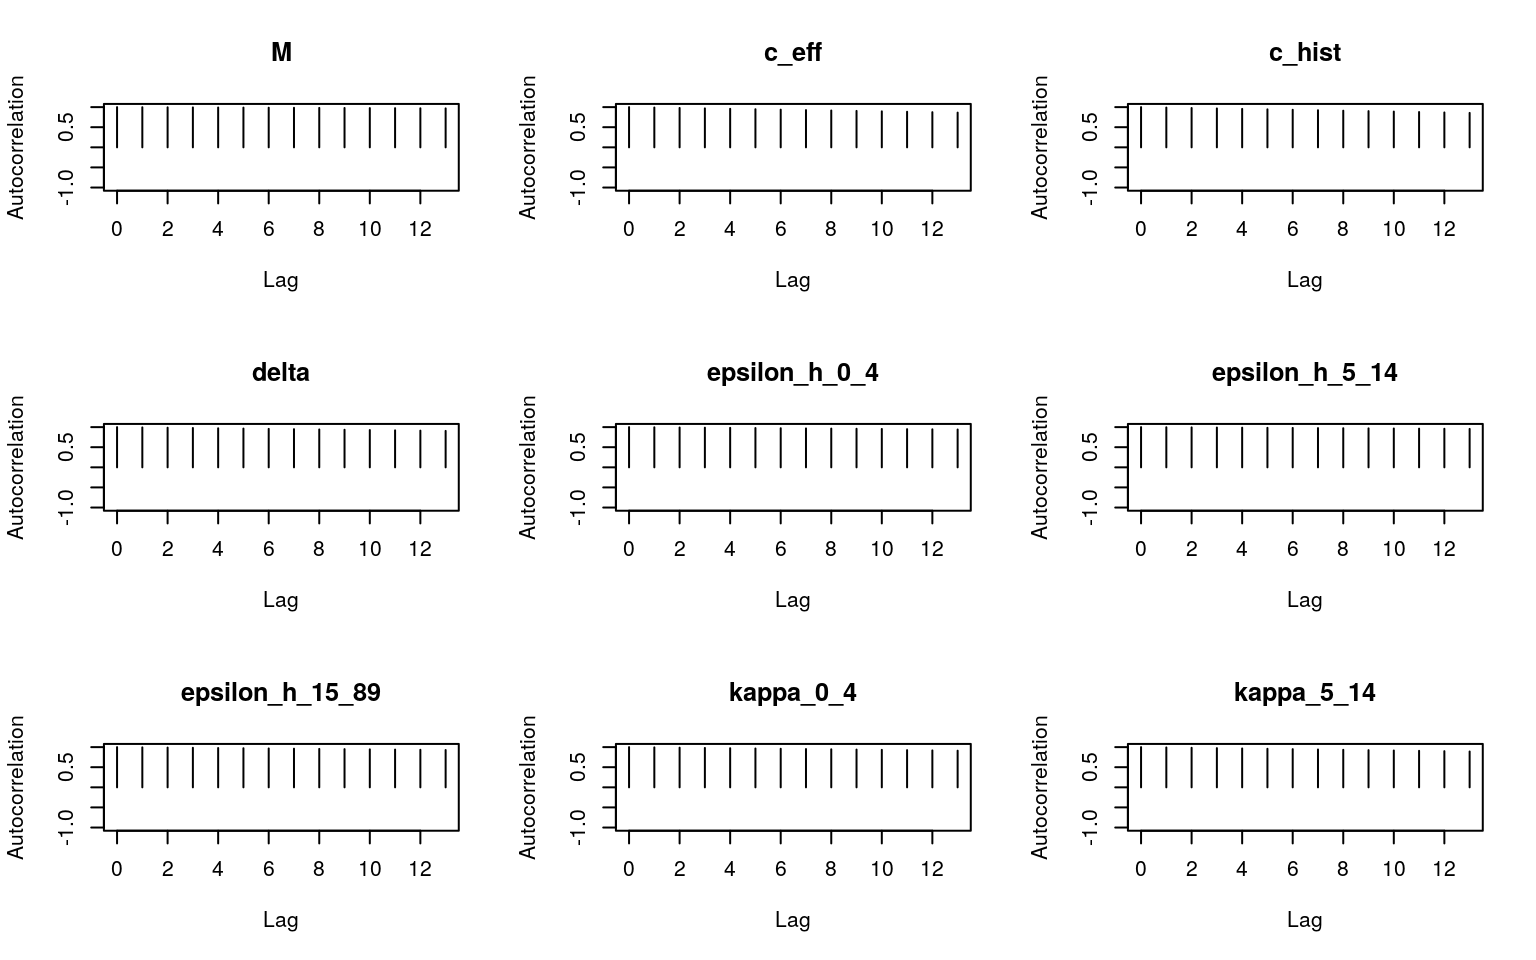 M c_eff c_hist
Autocorrelation Autocorrelation Autocorrelation
0.5 0.5 0.5
-1.0 -1.0 -1.0
0 2 4 6 8 10 12 0 2 4 6 8 10 12 0 2 4 6 8 10 12
Lag Lag Lag
delta epsilon_h_0_4 epsilon_h_5_14
Autocorrelation Autocorrelation Autocorrelation
0.5 0.5 0.5
-1.0 -1.0 -1.0
0 2 4 6 8 10 12 0 2 4 6 8 10 12 0 2 4 6 8 10 12
Lag Lag Lag
epsilon_h_15_89 kappa_0_4 kappa_5_14
Autocorrelation Autocorrelation Autocorrelation
0.5 0.5 0.5
-1.0 -1.0 -1.0
0 2 4 6 8 10 12 0 2 4 6 8 10 12 0 2 4 6 8 10 12
Lag Lag Lag